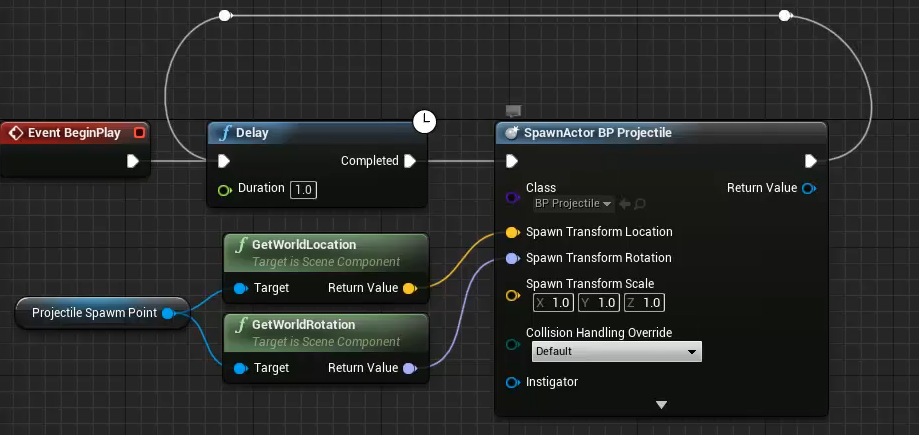 Event BeginPlay
f Delay
Completed
Duration 1.0
SpawnActor BP Projectile
Class
BP Projectile
Return Value
Spawn Transform Location
Spawn Transform Rotation
Spawn Transform Scale
X 1.0 Y 1.0 Z 1.0
Collision Handling Override
Default
Instigator
f GetWorldLocation
Target is Scene Component
Target Return Value
Projectile Spawm Point
f GetWorldRotation
Target is Scene Component
Target Return Value